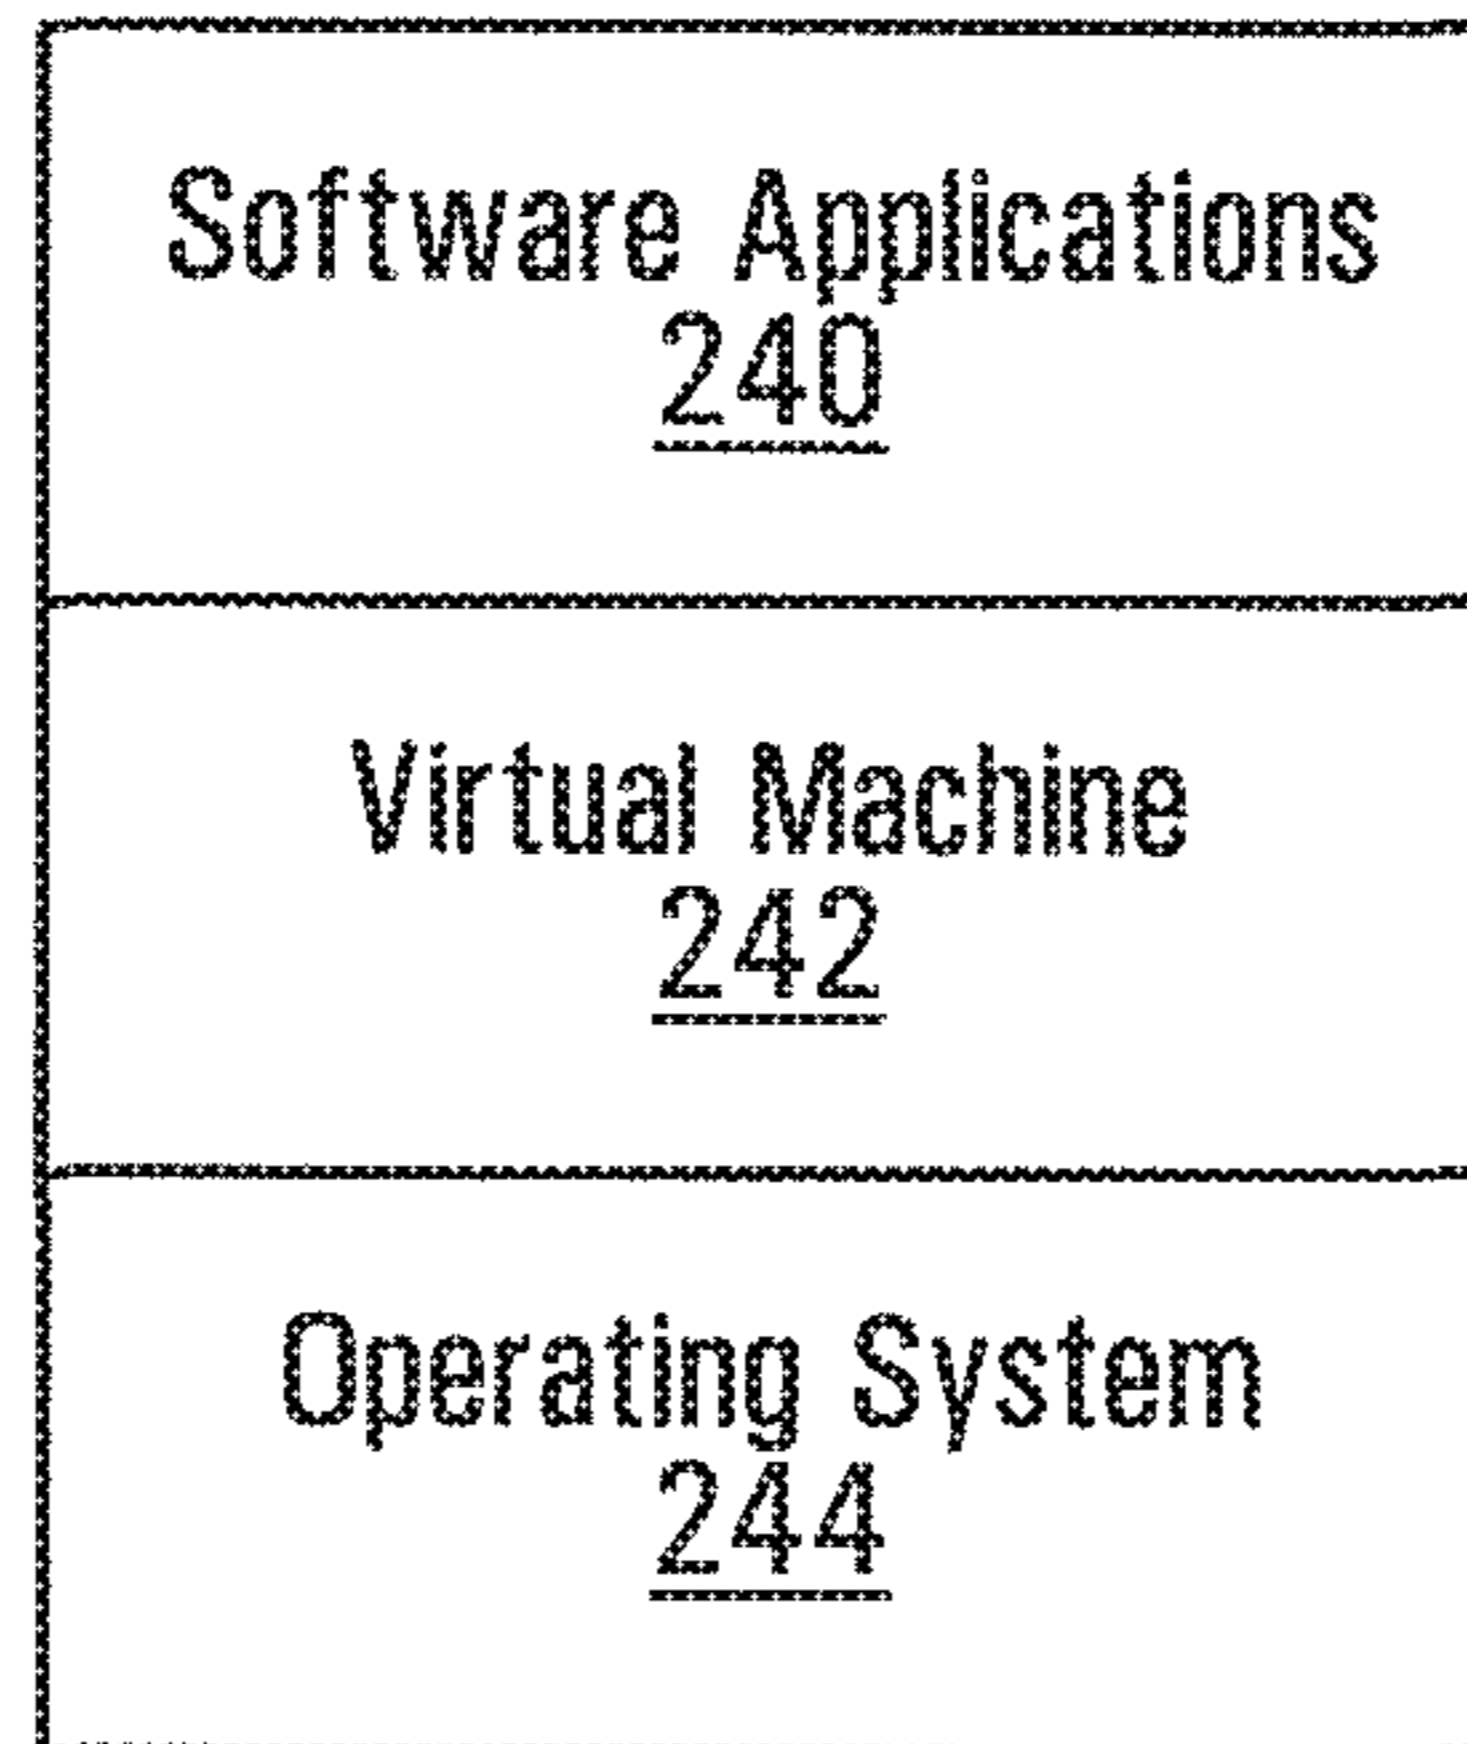 Software Applications
240
Virtual Machine
242
Operating System
244